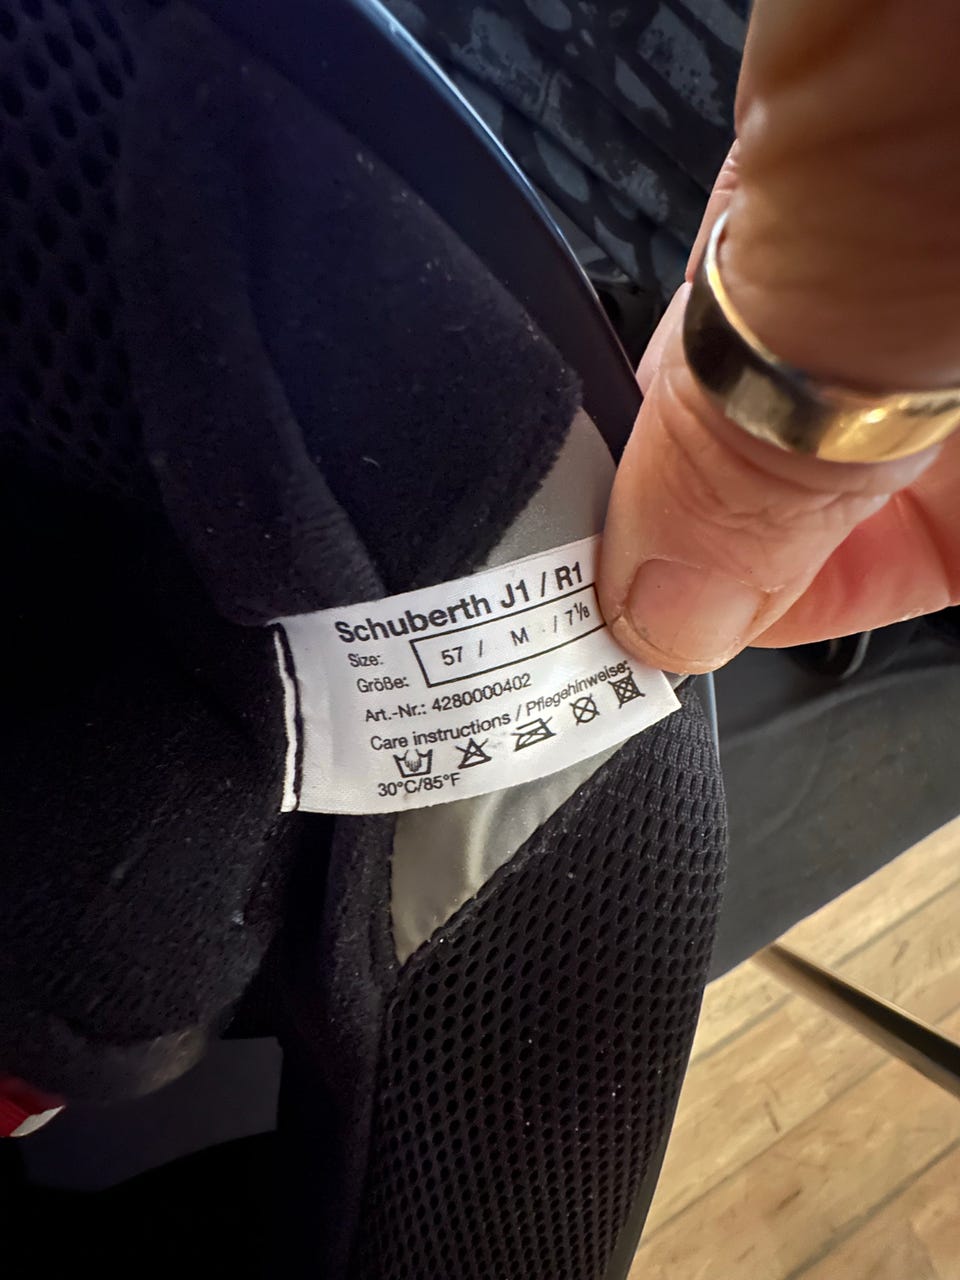 Schuberth J1 / R1
Size:
Größe:
57 / M / 7⅛
Art.-Nr.: 4280000402
Care instructions / Pflegehinweise:
30°C/85°F